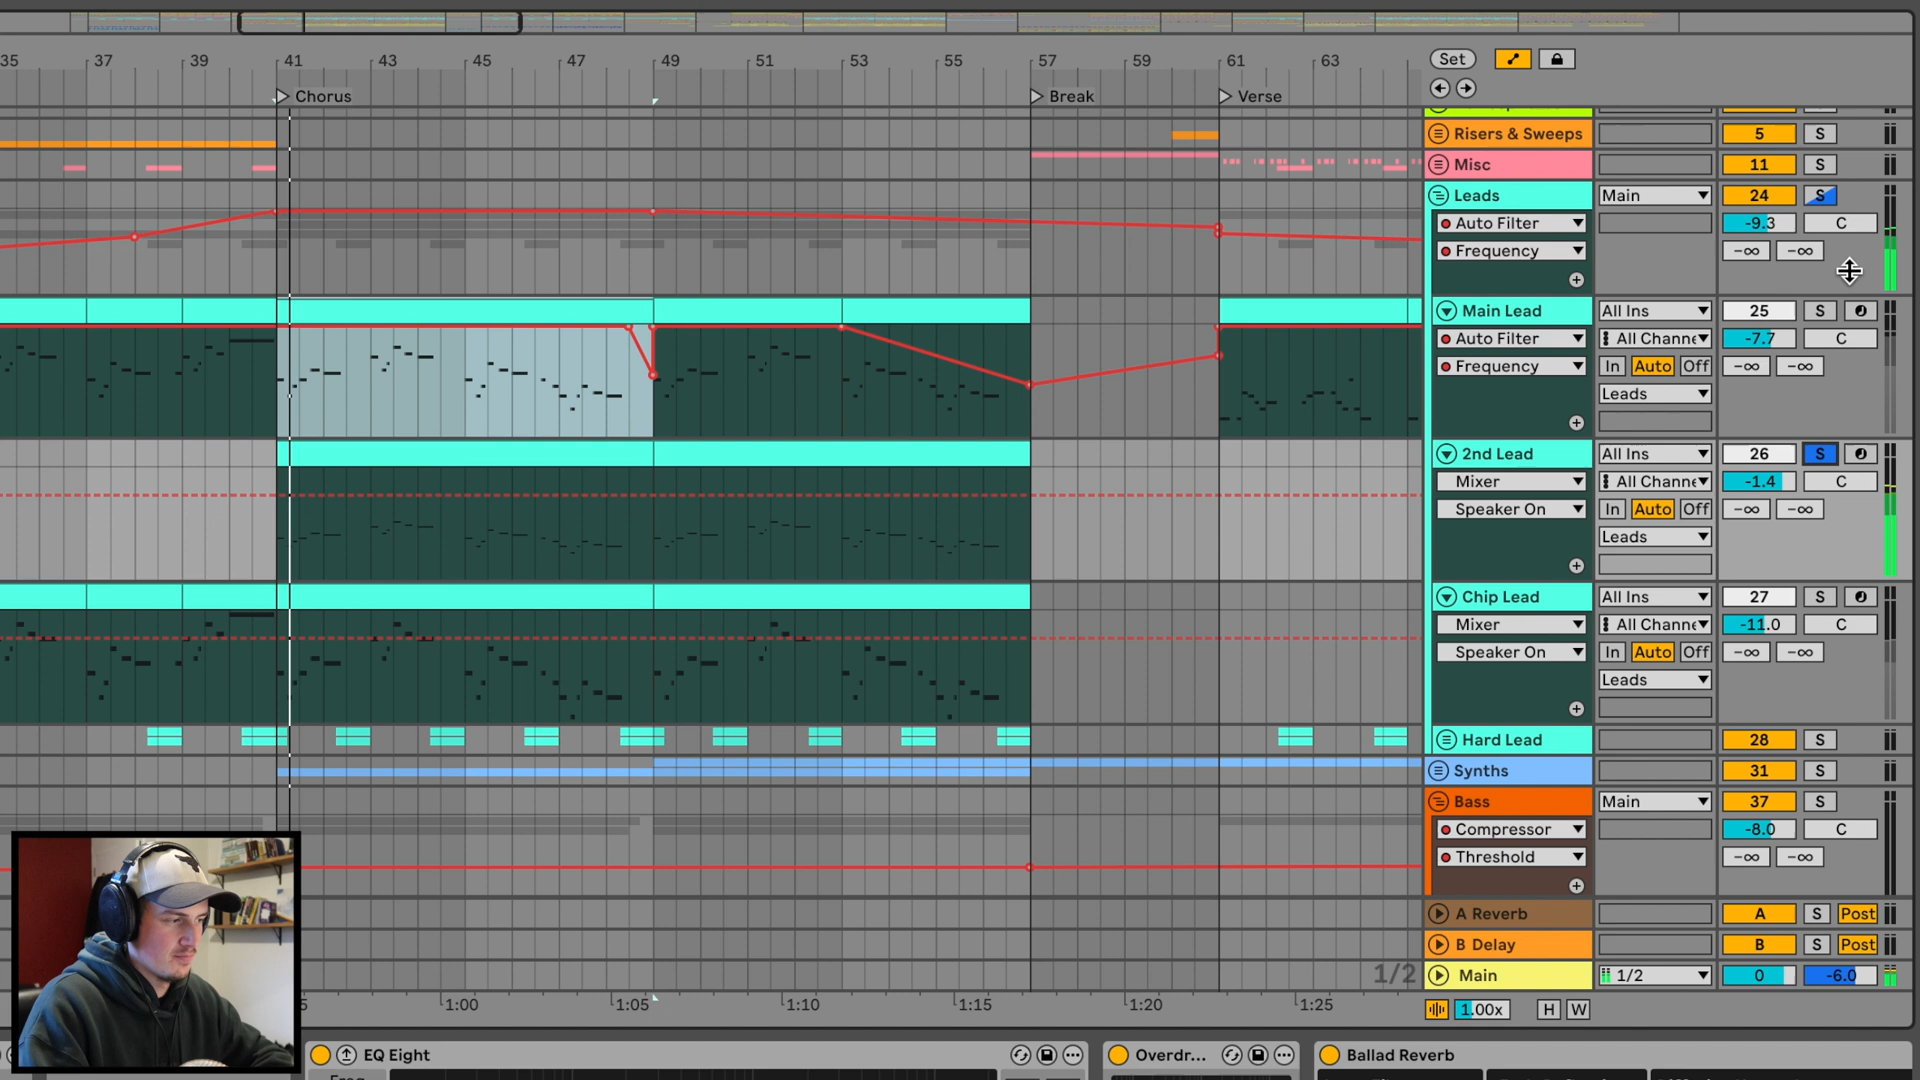 35 37 39 41 43 45 47 49 51 53 55 57 59 61 63
Set
Chorus Break Verse
Risers & Sweeps 5 S
Misc 11 S
Leads Main 24 S
Auto Filter -9.3 C
Frequency -∞ -∞
Main Lead All Ins 25 S
Auto Filter All Channe -7.7 C
Frequency In Auto Off -∞ -∞
Leads
2nd Lead All Ins 26 S
Mixer All Channe -1.4 C
Speaker On In Auto Off -∞ -∞
Leads
Chip Lead All Ins 27 S
Mixer All Channe -11.0 C
Speaker On In Auto Off -∞ -∞
Leads
Hard Lead 28 S
Synths 31 S
Bass Main 37 S
Compressor -8.0 C
Threshold -∞ -∞
A Reverb A S Post
B Delay B S Post
1/2 Main 1/2 0 -6.0
1:00 1:05 1:10 1:15 1:20 1:25
1.00x H W
EQ Eight Overdr... Ballad Reverb